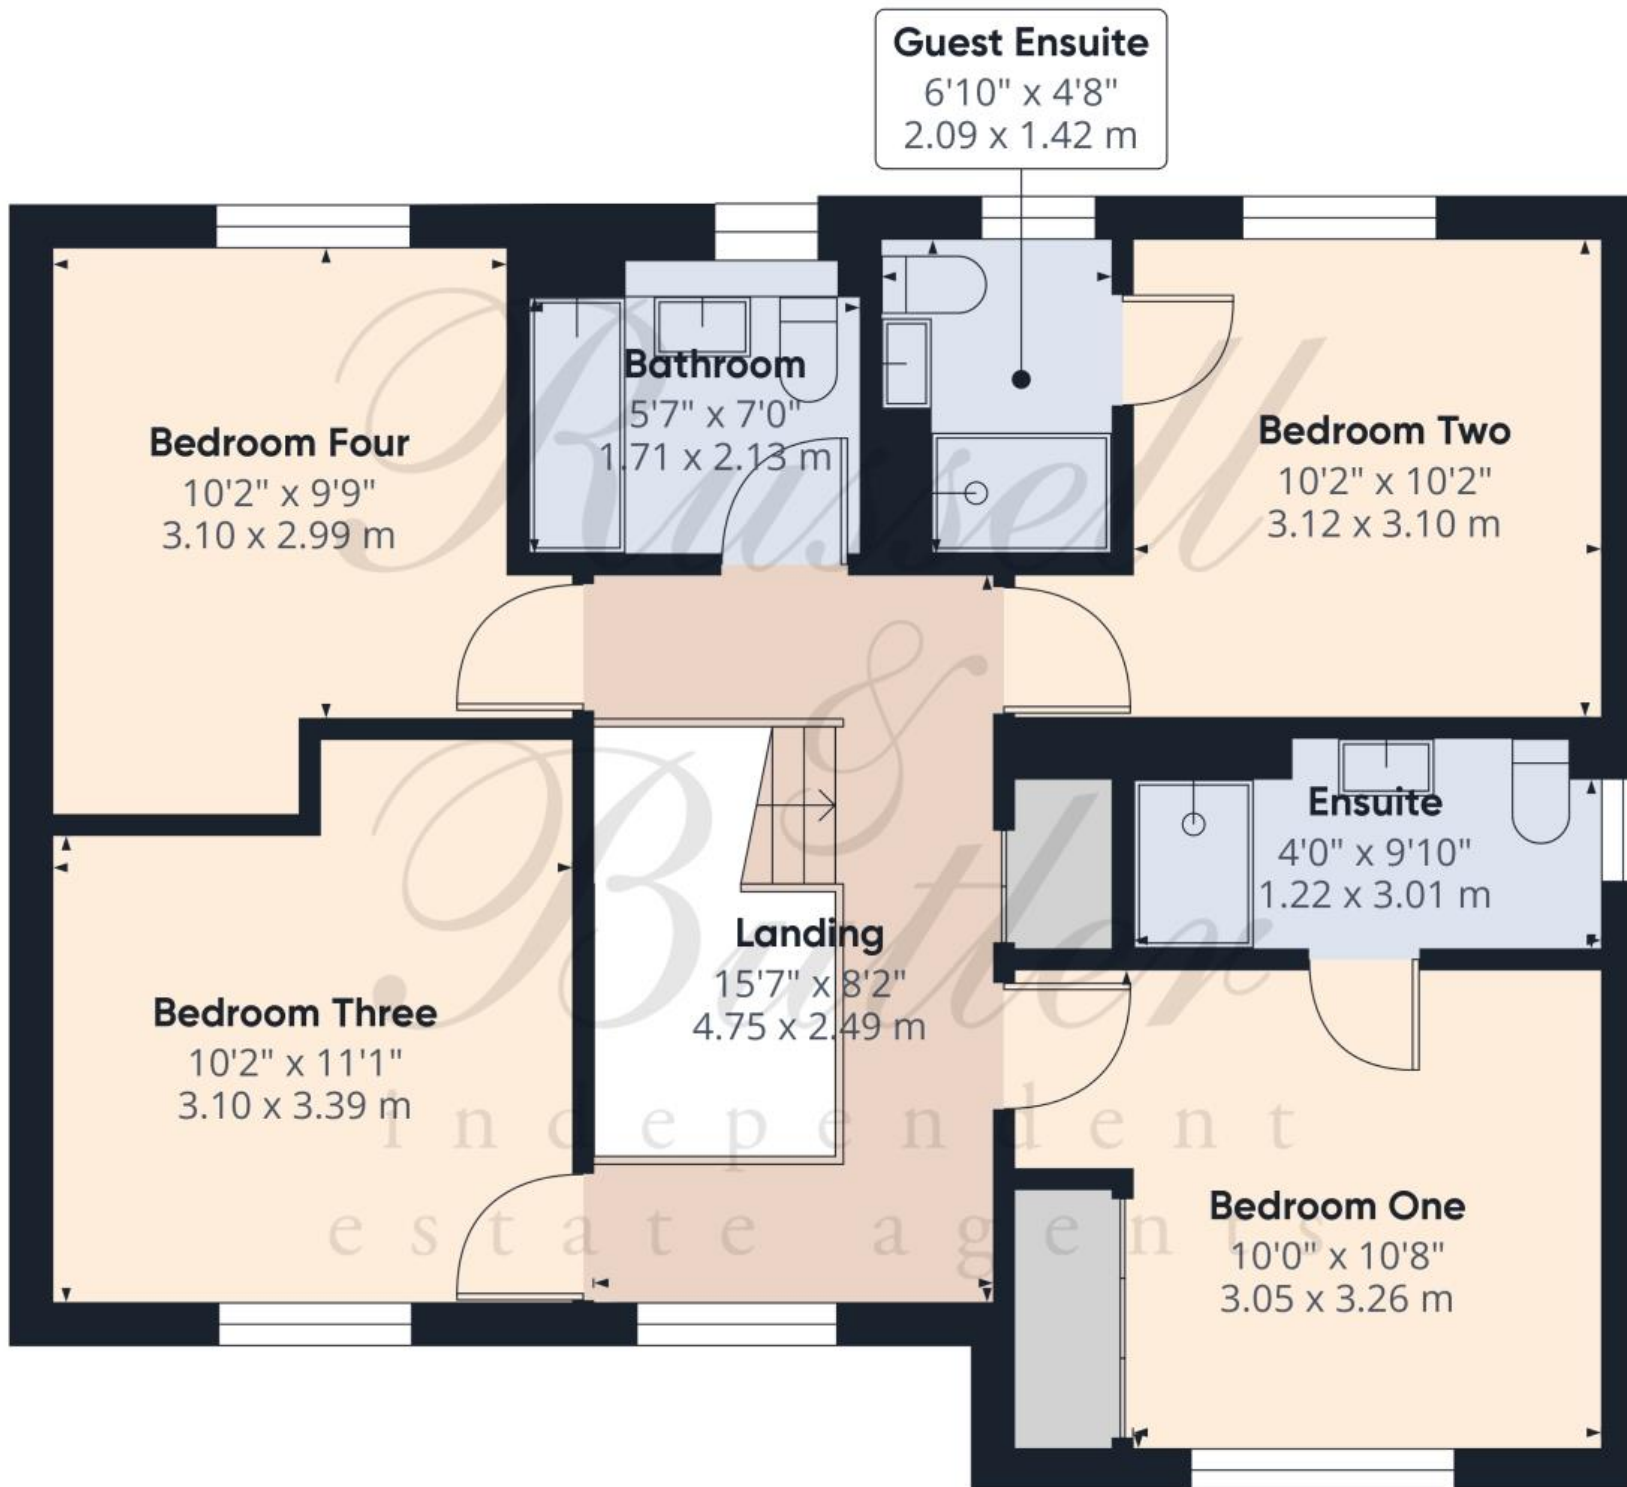 Guest Ensuite
6'10" x 4'8"
2.09 x 1.42 m
Bathroom
5'7" x 7'0"
1.71 x 2.13 m
Bedroom Four
10'2" x 9'9"
3.10 x 2.99 m
Bedroom Two
10'2" x 10'2"
3.12 x 3.10 m
Ensuite
4'0" x 9'10"
1.22 x 3.01 m
Landing
15'7" x 8'2"
4.75 x 2.49 m
Bedroom Three
10'2" x 11'1"
3.10 x 3.39 m
Bedroom One
10'0" x 10'8"
3.05 x 3.26 m
Russell
&
Butler
independent
estate agents